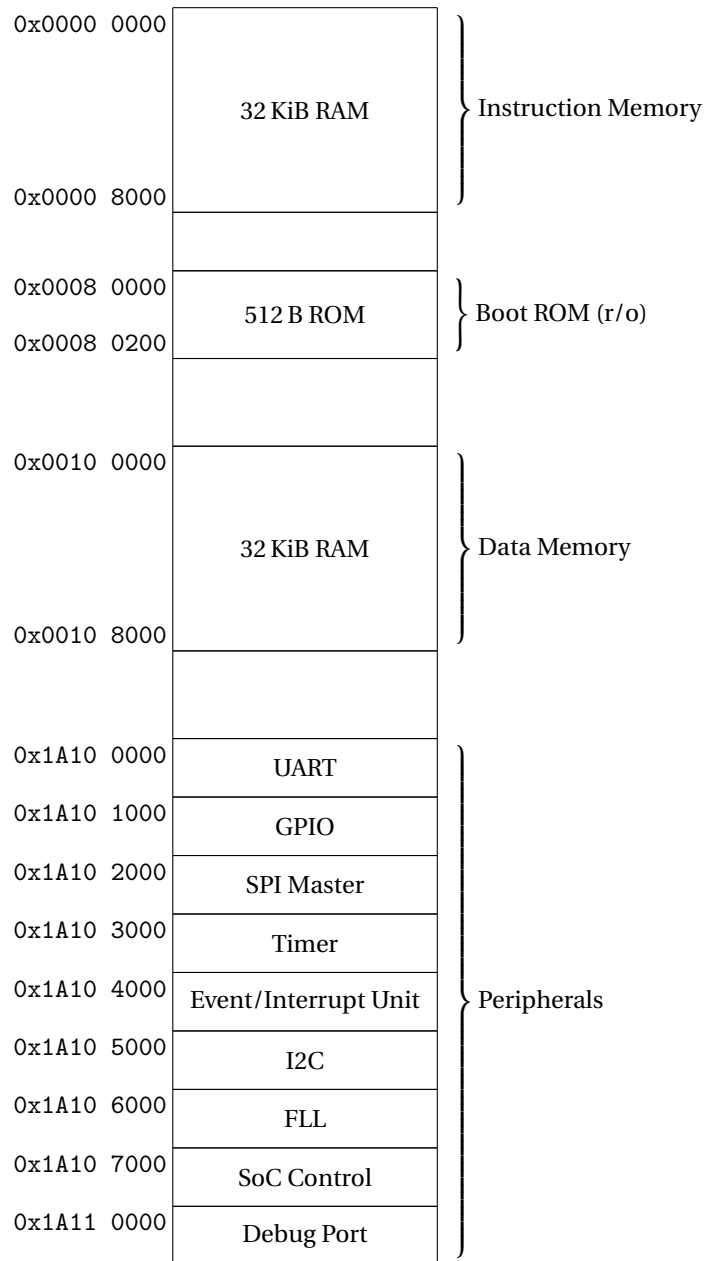 0x0000 0000
32 KiB RAM
Instruction Memory
0x0000 8000
0x0008 0000
512 B ROM
Boot ROM (r/o)
0x0008 0200
0x0010 0000
32 KiB RAM
Data Memory
0x0010 8000
0x1A10 0000
UART
0x1A10 1000
GPIO
0x1A10 2000
SPI Master
0x1A10 3000
Timer
0x1A10 4000
Event/Interrupt Unit
Peripherals
0x1A10 5000
I2C
0x1A10 6000
FLL
0x1A10 7000
SoC Control
0x1A11 0000
Debug Port